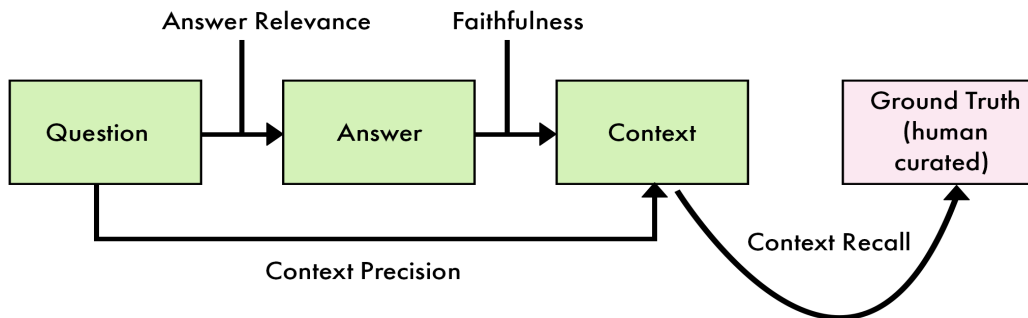 Answer Relevance
Faithfulness
Question
Answer
Context
Ground Truth
(human
curated)
Context Recall
Context Precision